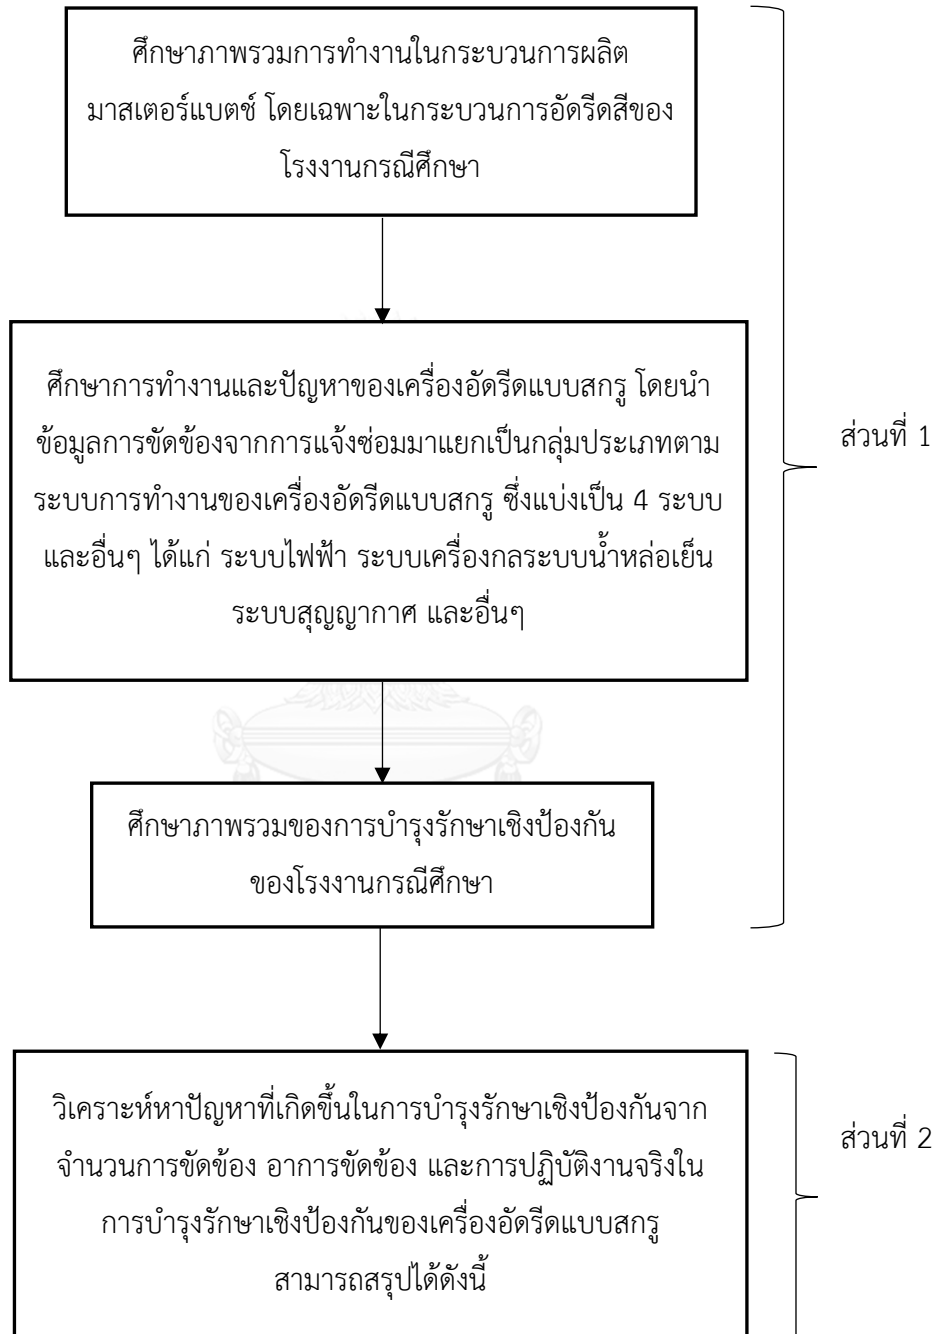 ศึกษาภาพรวมการทำงานในกระบวนการผลิต
มาสเตอร์แบตช์ โดยเฉพาะในกระบวนการอัดรีดสีของ
โรงงานกรณีศึกษา
ศึกษาการทำงานและปัญหาของเครื่องอัดรีดแบบสกรู โดยนำ
ข้อมูลการขัดข้องจากการแจ้งซ่อมมาแยกเป็นกลุ่มประเภทตาม
ระบบการทำงานของเครื่องอัดรีดแบบสกรู ซึ่งแบ่งเป็น 4 ระบบ
และอื่นๆ ได้แก่ ระบบไฟฟ้า ระบบเครื่องกลระบบน้ำหล่อเย็น
ระบบสุญญากาศ และอื่นๆ
ศึกษาภาพรวมของการบำรุงรักษาเชิงป้องกัน
ของโรงงานกรณีศึกษา
ส่วนที่ 1
วิเคราะห์หาปัญหาที่เกิดขึ้นในการบำรุงรักษาเชิงป้องกันจาก
จำนวนการขัดข้อง อาการขัดข้อง และการปฏิบัติงานจริงใน
การบำรุงรักษาเชิงป้องกันของเครื่องอัดรีดแบบสกรู
สามารถสรุปได้ดังนี้
ส่วนที่ 2